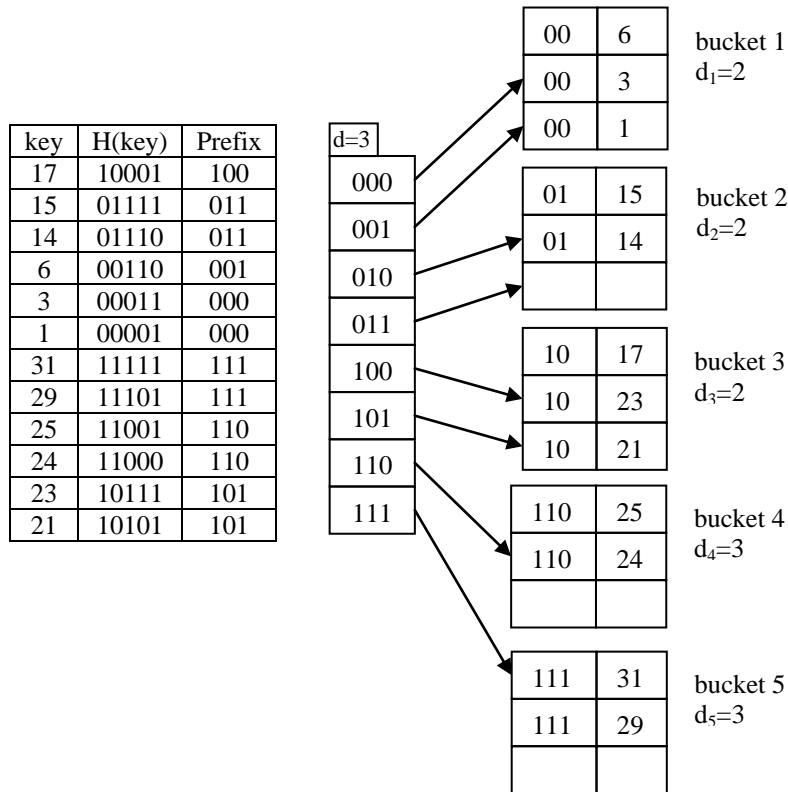 key H(key) Prefix
17 10001 100
15 01111 011
14 01110 011
6 00110 001
3 00011 000
1 00001 000
31 11111 111
29 11101 111
25 11001 110
24 11000 110
23 10111 101
21 10101 101
d=3
000
001
010
011
100
101
110
111
00 6
00 3
00 1
bucket 1
d₁=2
01 15
01 14
bucket 2
d₂=2
10 17
10 23
10 21
bucket 3
d₃=2
110 25
110 24
bucket 4
d₄=3
111 31
111 29
bucket 5
d₅=3